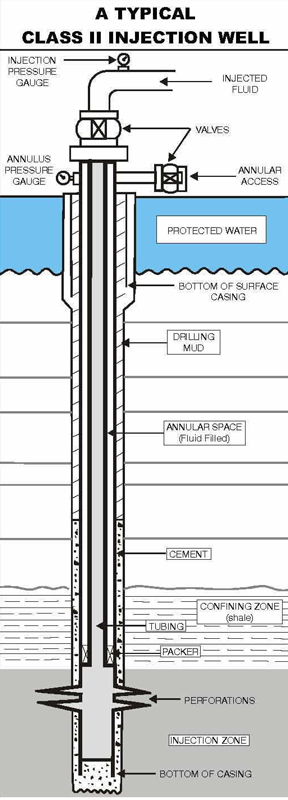 A TYPICAL
CLASS II INJECTION WELL
INJECTION
PRESSURE
GAUGE
INJECTED
FLUID
VALVES
ANNULUS
PRESSURE
GAUGE
ANNULAR
ACCESS
PROTECTED WATER
BOTTOM OF SURFACE
CASING
DRILLING
MUD
ANNULAR SPACE
(Fluid Filled)
CEMENT
CONFINING ZONE
(shale)
TUBING
PACKER
PERFORATIONS
INJECTION ZONE
BOTTOM OF CASING